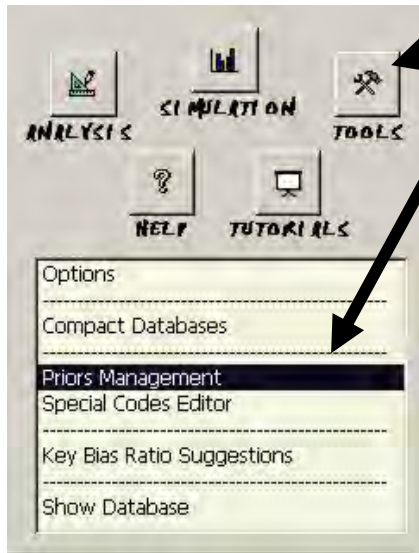 SIMULATION
ANALYSIS
TOOLS
HELP
TUTORIALS
Options
Compact Databases
Priors Management
Special Codes Editor
Key Bias Ratio Suggestions
Show Database